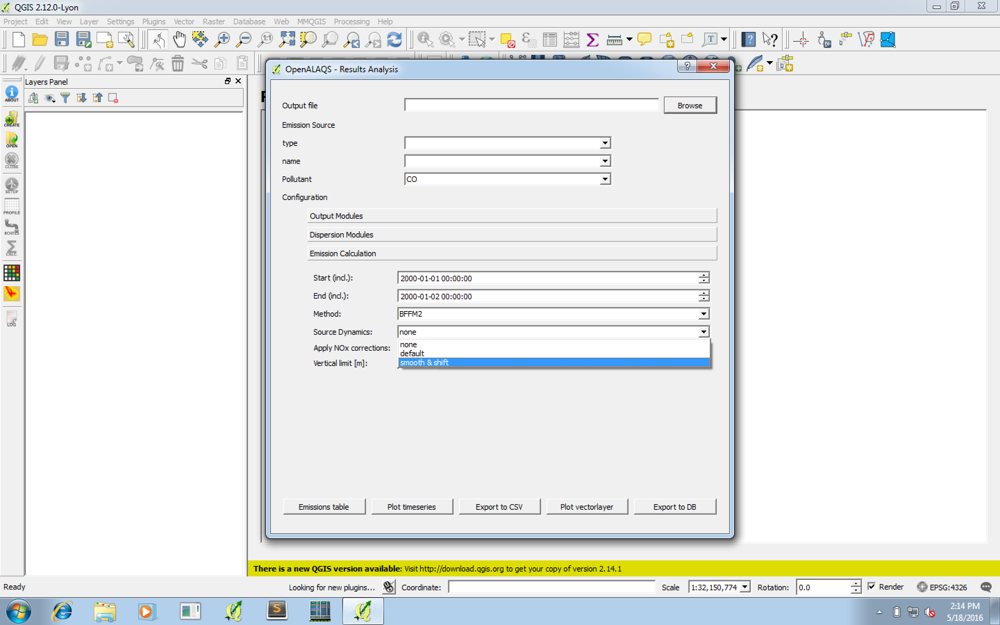 QGIS 2.12.0-Lyon
Project Edit View Layer Settings Plugins Vector Raster Database Web MMQGIS Processing Help
1:1
T
OpenALAQS - Results Analysis
Layers Panel
ABOUT
CREATE
OPEN
CLOSE
SETUP
PROFILE
ROUTES
CALC.
LOG
Output file
Browse
Emission Source
type
name
Pollutant CO
Configuration
Output Modules
Dispersion Modules
Emission Calculation
Start (incl.): 2000-01-01 00:00:00
End (incl.): 2000-01-02 00:00:00
Method: BFFM2
Source Dynamics: none
none
Apply NOx corrections:
default
Vertical limit [m]:
smooth & shift
Emissions table Plot timeseries Export to CSV Plot vectorlayer Export to DB
There is a new QGIS version available: Visit http://download.qgis.org to get your copy of version 2.14.1
Ready Looking for new plugins... Coordinate: Scale 1:32,150,774 Rotation: 0.0 Render EPSG:4326
2:14 PM
5/18/2016